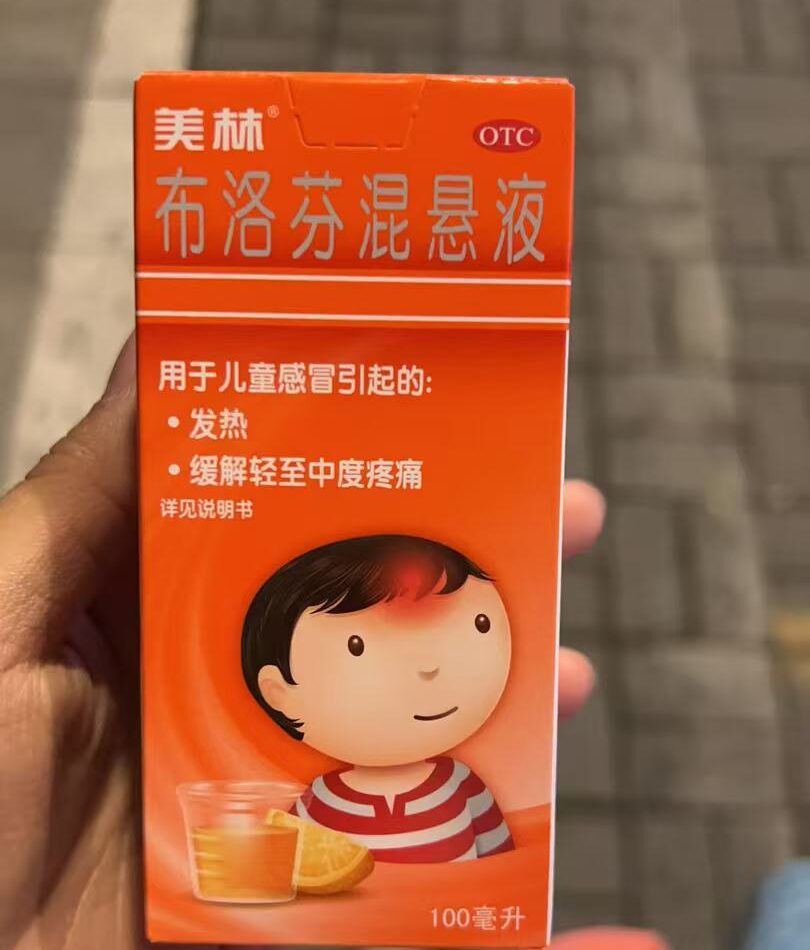 美林®
OTC
布洛芬混悬液
用于儿童感冒引起的:
• 发热
• 缓解轻至中度疼痛
详见说明书
100毫升